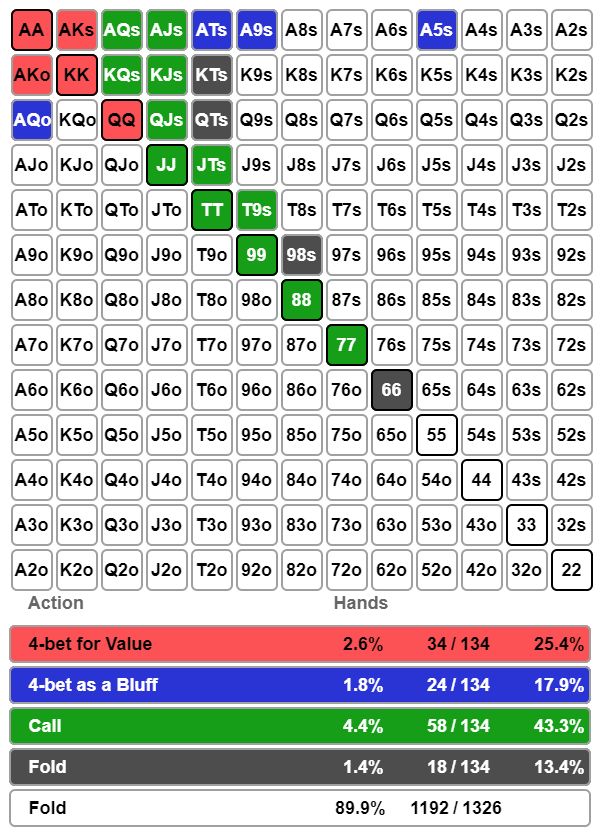 AA AKs AQs AJs ATs A9s A8s A7s A6s A5s A4s A3s A2s
AKo KK KQs KJs KTs K9s K8s K7s K6s K5s K4s K3s K2s
AQo KQo QQ QJs QTs Q9s Q8s Q7s Q6s Q5s Q4s Q3s Q2s
AJo KJo QJo JJ JTs J9s J8s J7s J6s J5s J4s J3s J2s
ATo KTo QTo JTo TT T9s T8s T7s T6s T5s T4s T3s T2s
A9o K9o Q9o J9o T9o 99 98s 97s 96s 95s 94s 93s 92s
A8o K8o Q8o J8o T8o 98o 88 87s 86s 85s 84s 83s 82s
A7o K7o Q7o J7o T7o 97o 87o 77 76s 75s 74s 73s 72s
A6o K6o Q6o J6o T6o 96o 86o 76o 66 65s 64s 63s 62s
A5o K5o Q5o J5o T5o 95o 85o 75o 65o 55 54s 53s 52s
A4o K4o Q4o J4o T4o 94o 84o 74o 64o 54o 44 43s 42s
A3o K3o Q3o J3o T3o 93o 83o 73o 63o 53o 43o 33 32s
A2o K2o Q2o J2o T2o 92o 82o 72o 62o 52o 42o 32o 22
Action Hands
4-bet for Value 2.6% 34 / 134 25.4%
4-bet as a Bluff 1.8% 24 / 134 17.9%
Call 4.4% 58 / 134 43.3%
Fold 1.4% 18 / 134 13.4%
Fold 89.9% 1192 / 1326